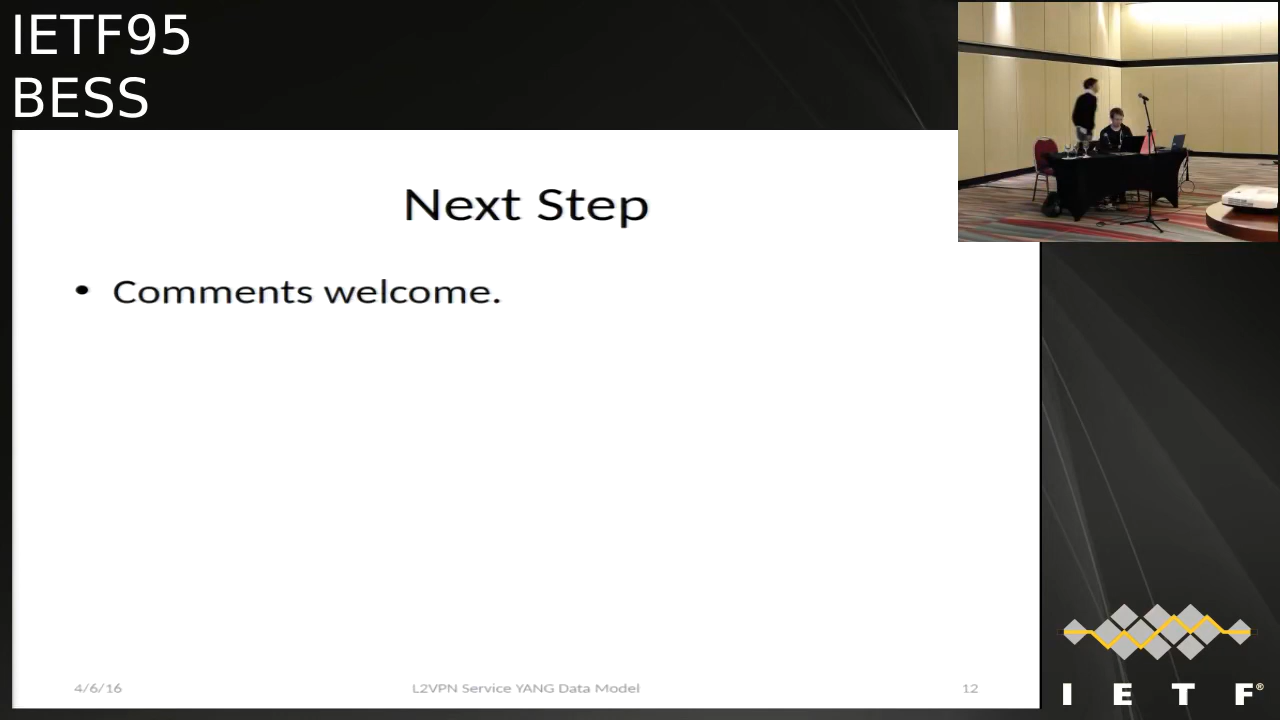 IETF95
BESS
Next Step
• Comments welcome.
4/6/16 L2VPN Service YANG Data Model 12
I E T F®